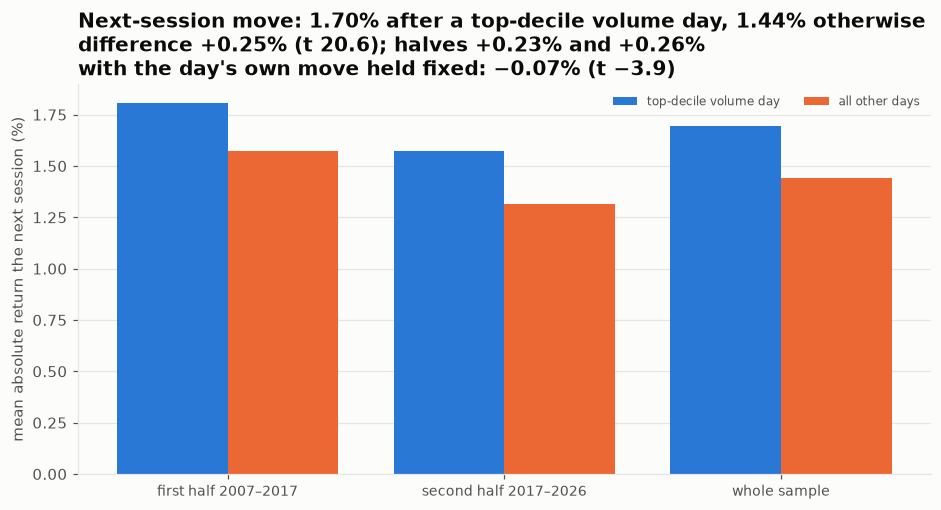 Next-session move: 1.70% after a top-decile volume day, 1.44% otherwise
difference +0.25% (t 20.6); halves +0.23% and +0.26%
with the day's own move held fixed: −0.07% (t −3.9)
top-decile volume day
all other days
mean absolute return the next session (%)
1.75
1.50
1.25
1.00
0.75
0.50
0.25
0.00
first half 2007–2017
second half 2017–2026
whole sample